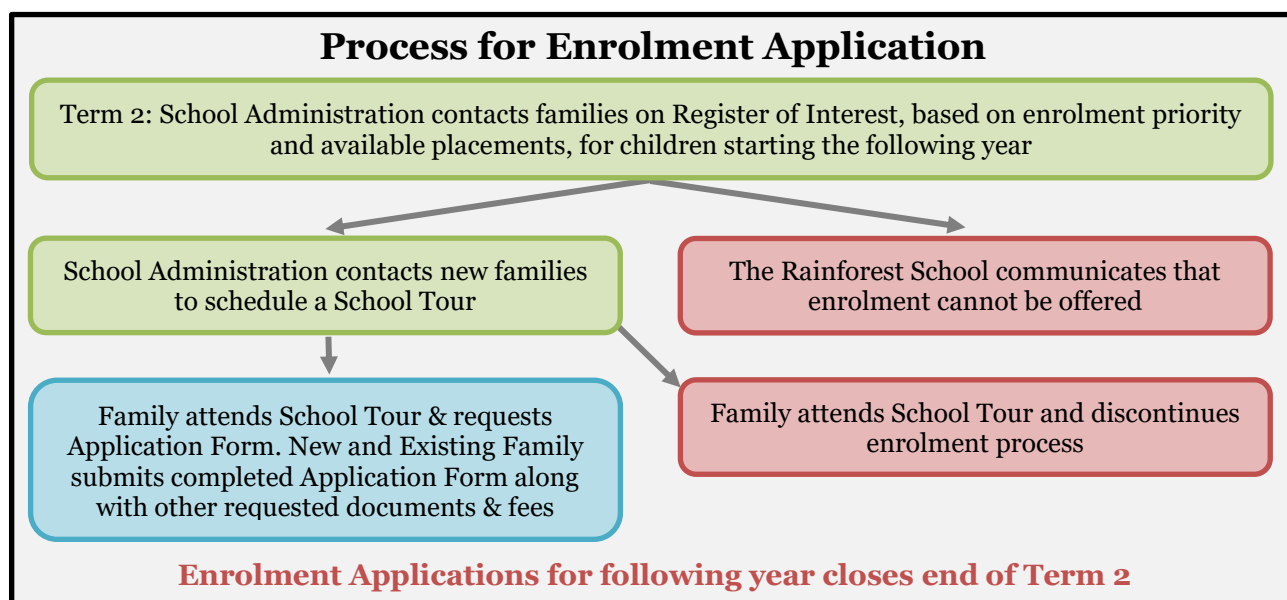 Process for Enrolment Application
Term 2: School Administration contacts families on Register of Interest, based on enrolment priority
and available placements, for children starting the following year
School Administration contacts new families
to schedule a School Tour
The Rainforest School communicates that
enrolment cannot be offered
Family attends School Tour & requests
Application Form. New and Existing Family
submits completed Application Form along
with other requested documents & fees
Family attends School Tour and discontinues
enrolment process
Enrolment Applications for following year closes end of Term 2